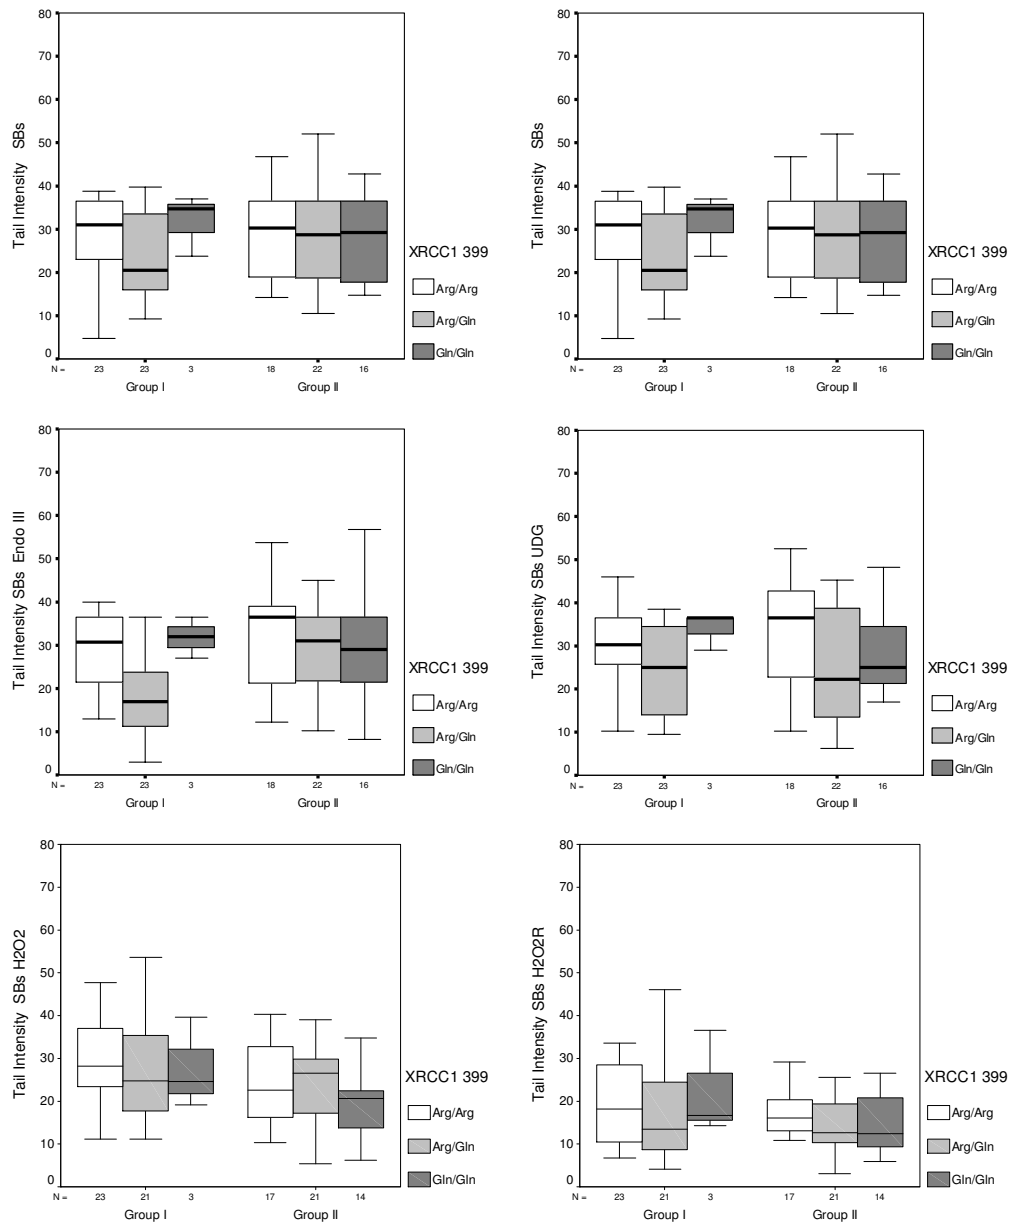 80
70
60
50
40
30
20
10
0
Tail Intensity  SBs
N =
23
23
3
18
22
16
Group I
Group II
XRCC1 399
Arg/Arg
Arg/Gln
Gln/Gln
80
70
60
50
40
30
20
10
0
Tail Intensity  SBs
N =
23
23
3
18
22
16
Group I
Group II
XRCC1 399
Arg/Arg
Arg/Gln
Gln/Gln
80
70
60
50
40
30
20
10
0
Tail Intensity SBs  Endo III
N =
23
23
3
18
22
16
Group I
Group II
XRCC1 399
Arg/Arg
Arg/Gln
Gln/Gln
80
70
60
50
40
30
20
10
0
Tail Intensity SBs UDG
N =
23
23
3
18
22
16
Group I
Group II
XRCC1 399
Arg/Arg
Arg/Gln
Gln/Gln
80
70
60
50
40
30
20
10
0
Tail Intensity  SBs H2O2
N =
23
21
3
17
21
14
Group I
Group II
XRCC1 399
Arg/Arg
Arg/Gln
Gln/Gln
80
70
60
50
40
30
20
10
0
Tail Intensity  SBs H2O2R
N =
23
21
3
17
21
14
Group I
Group II
XRCC1 399
Arg/Arg
Arg/Gln
Gln/Gln